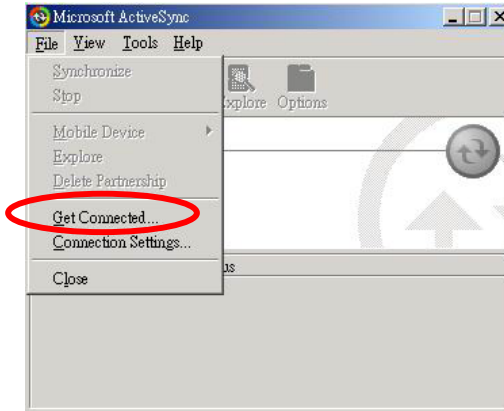 Microsoft ActiveSync
File View Tools Help
Synchronize
Stop
Explore Options
Mobile Device
Explore
Delete Partnership
Get Connected...
Connection Settings...
Close
us